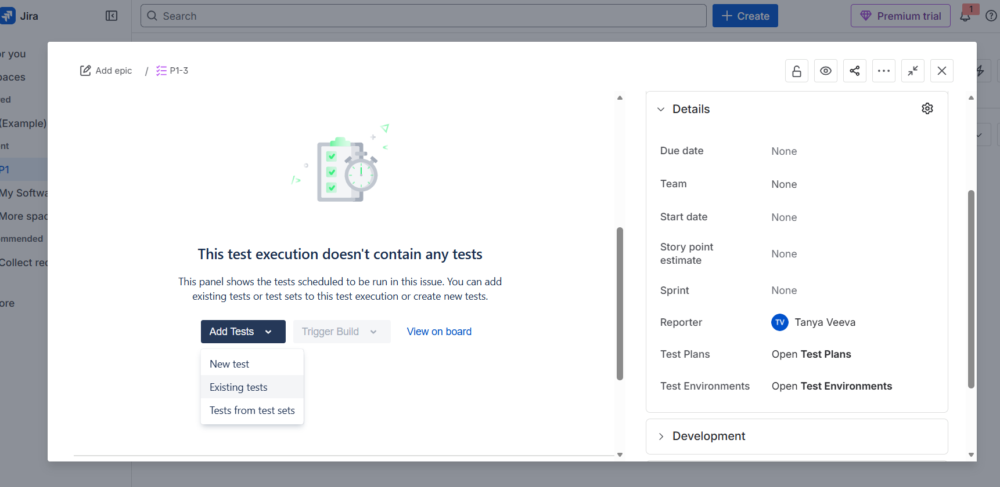 Jira
Search
Create
Premium trial
1
or you
paces
red
(Example)
nt
P1
My Softwa
More spac
ommended
Collect rec
ore
Add epic / P1-3
This test execution doesn't contain any tests
This panel shows the tests scheduled to be run in this issue. You can add
existing tests or test sets to this test execution or create new tests.
Add Tests
Trigger Build
View on board
New test
Existing tests
Tests from test sets
Details
Due date None
Team None
Start date None
Story point
estimate None
Sprint None
Reporter TV Tanya Veeva
Test Plans Open Test Plans
Test Environments Open Test Environments
Development